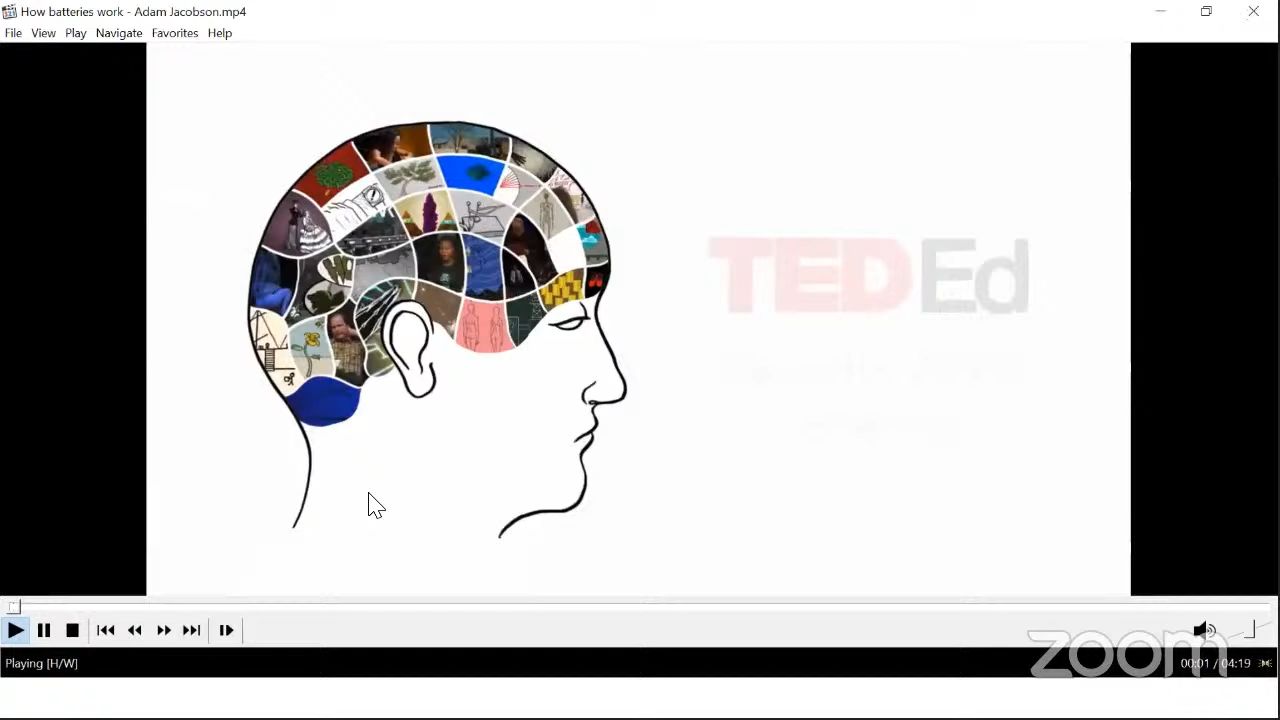 How batteries work - Adam Jacobson.mp4
File View Play Navigate Favorites Help
TEDEd
Playing [H/W]
zoom
00:01 / 04:19